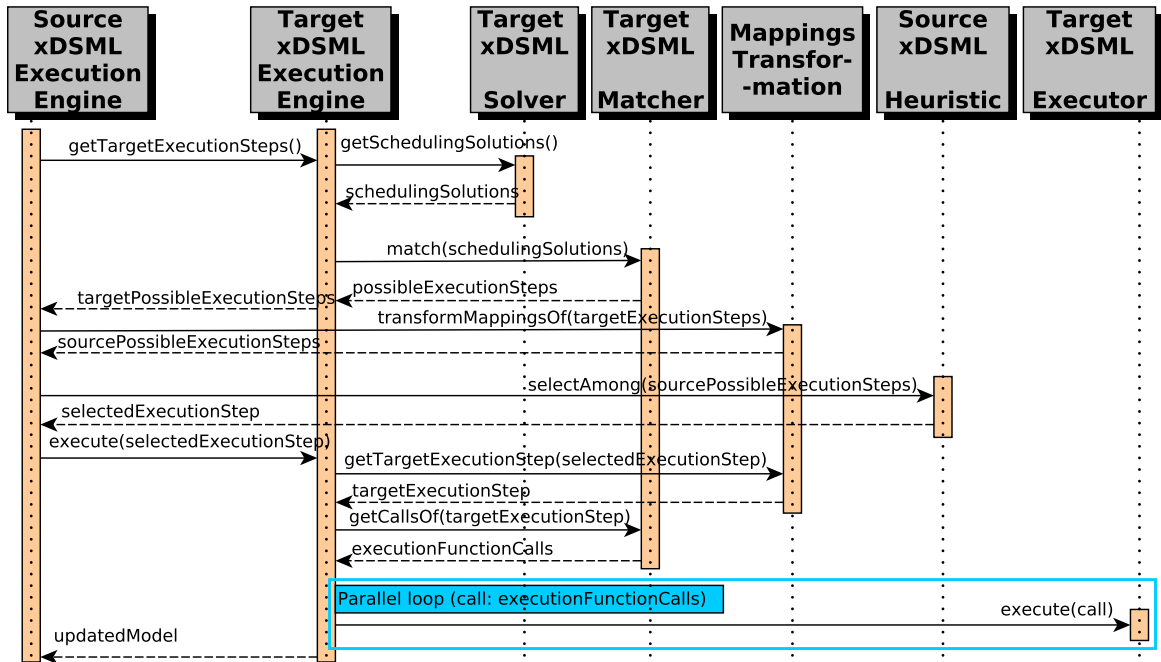 Source
xDSML
Execution
Engine
Target
xDSML
Execution
Engine
Target
xDSML
Solver
Target
xDSML
Matcher
Mappings
Transfor-
-mation
Source
xDSML
Heuristic
Target
xDSML
Executor
getTargetExecutionSteps()
getSchedulingSolutions()
schedulingSolutions
match(schedulingSolutions)
possibleExecutionSteps
targetPossibleExecutionSteps
transformMappingsOf(targetExecutionSteps)
sourcePossibleExecutionSteps
selectAmong(sourcePossibleExecutionSteps)
selectedExecutionStep
execute(selectedExecutionStep)
getTargetExecutionStep(selectedExecutionStep)
targetExecutionStep
getCallsOf(targetExecutionStep)
executionFunctionCalls
Parallel loop (call: executionFunctionCalls)
execute(call)
updatedModel